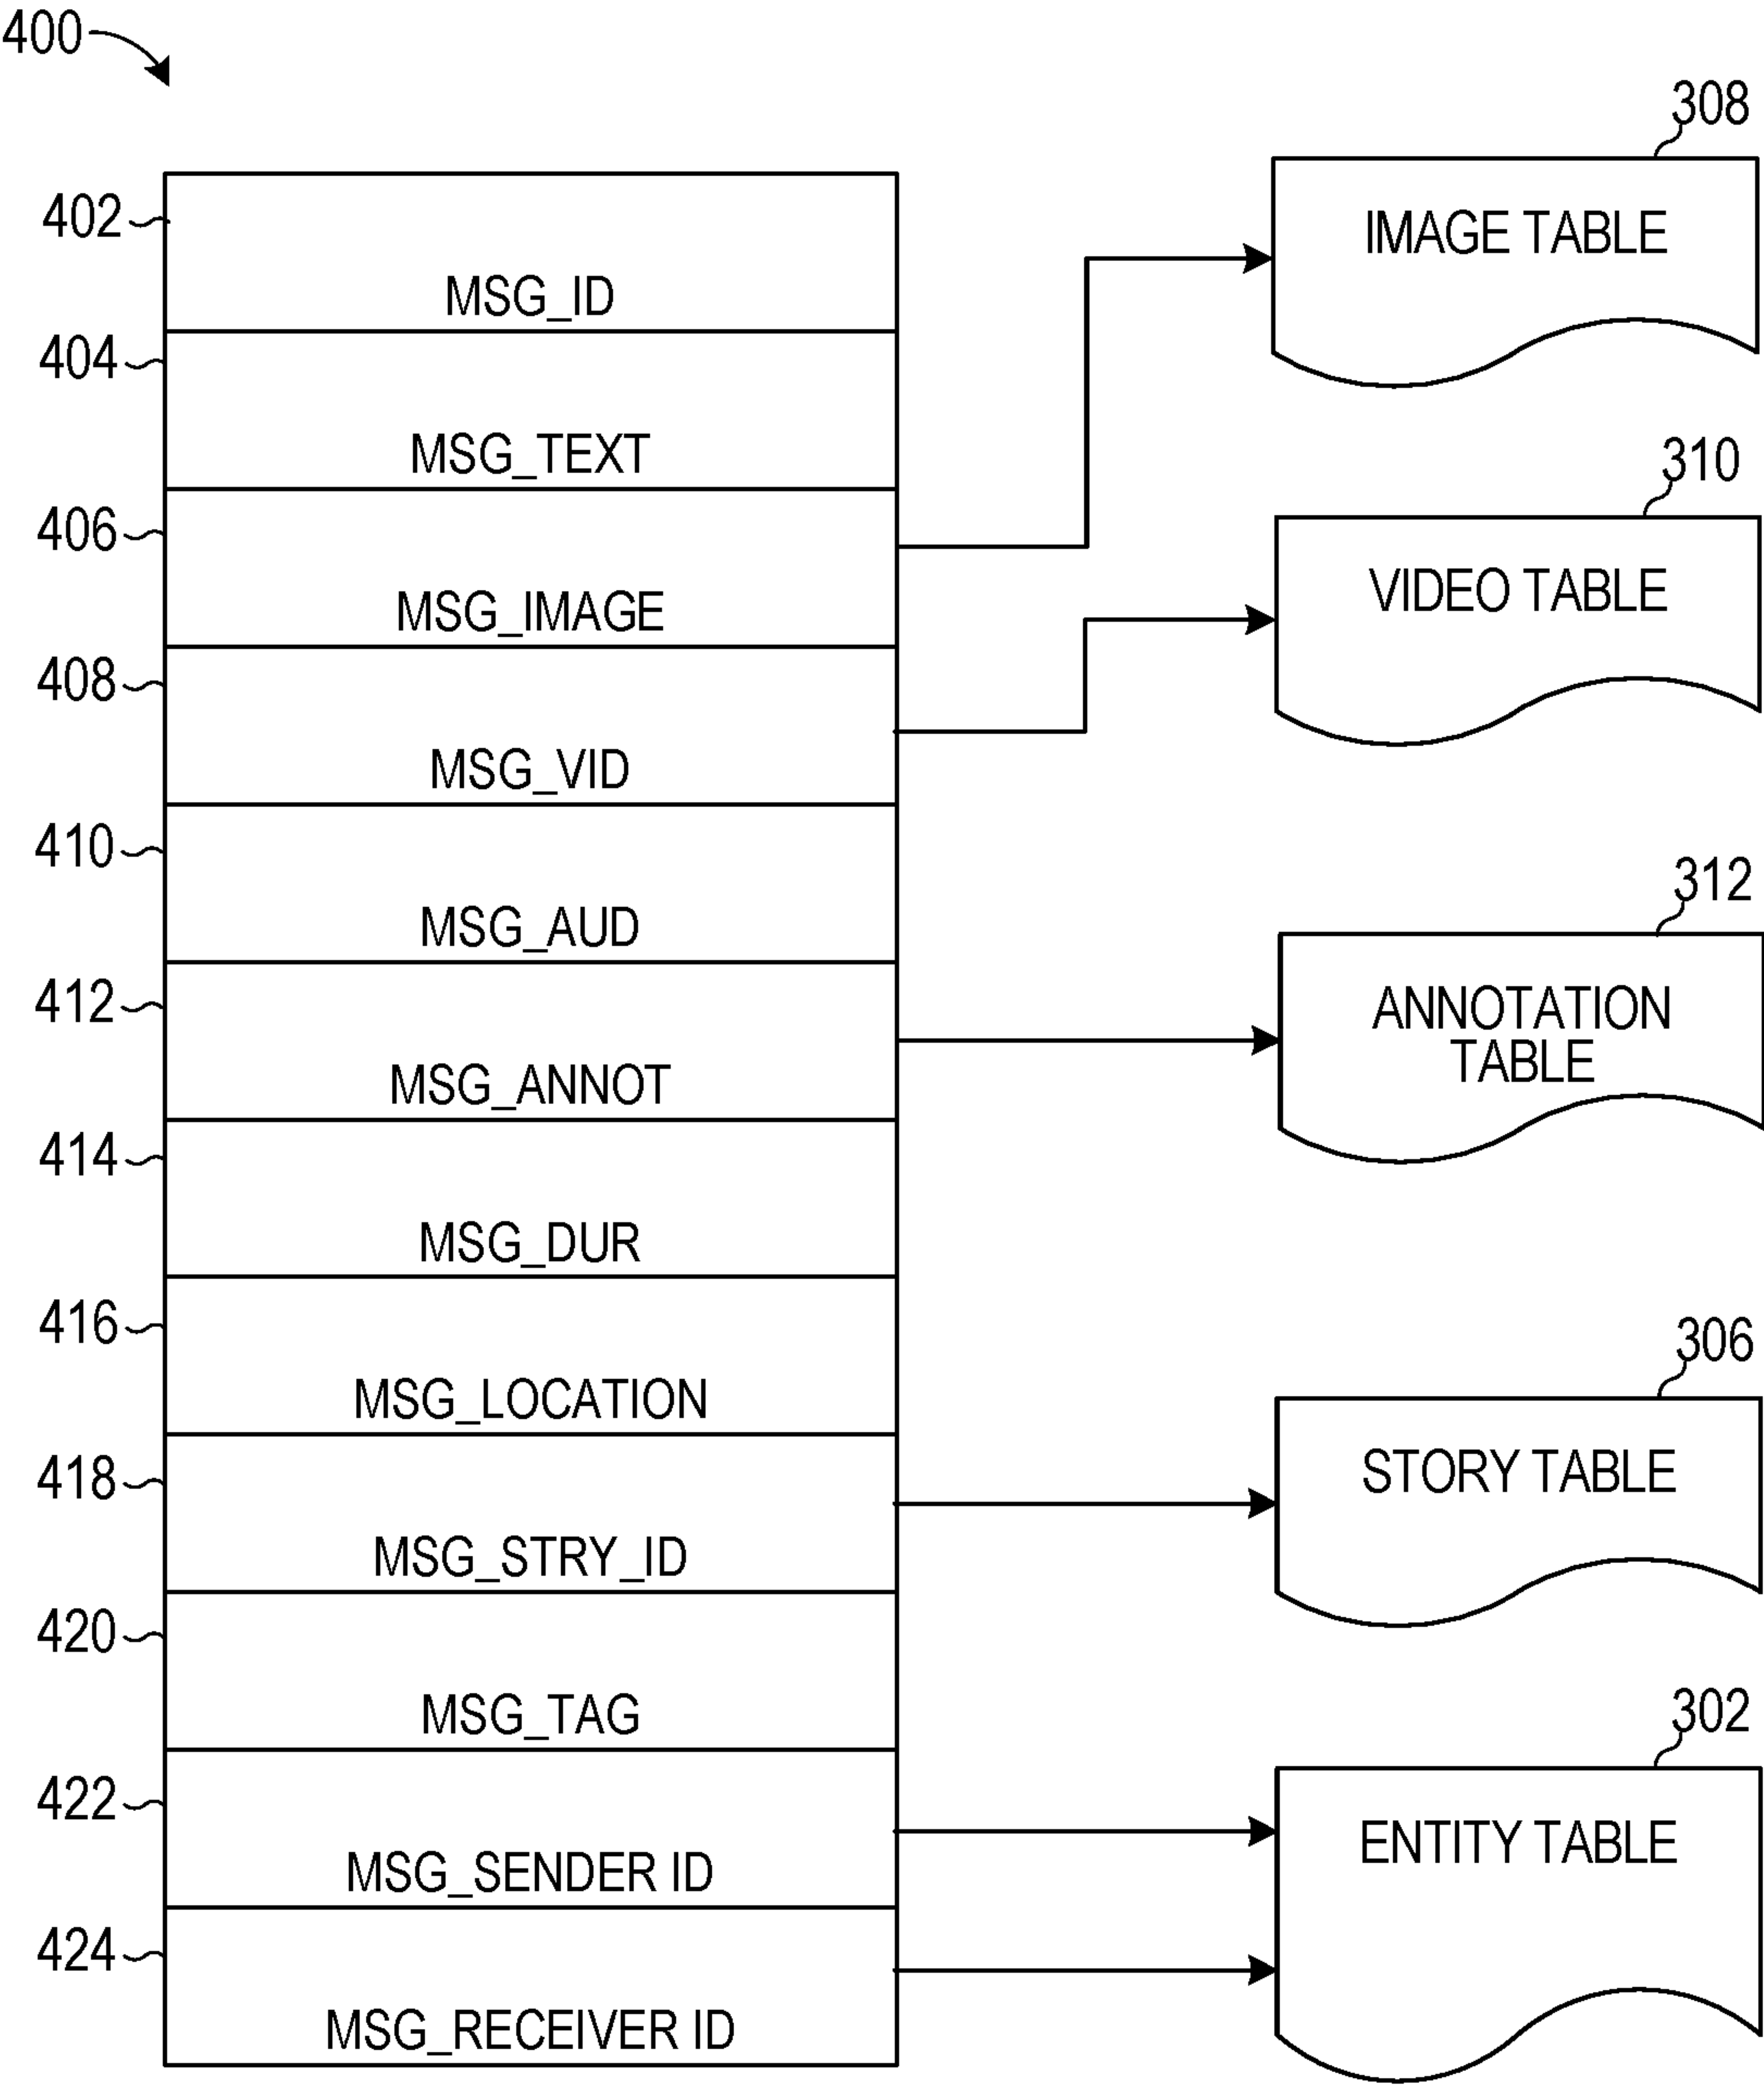 400
402
MSG_ID
404
MSG_TEXT
406
MSG_IMAGE
408
MSG_VID
410
MSG_AUD
412
MSG_ANNOT
414
MSG_DUR
416
MSG_LOCATION
418
MSG_STRY_ID
420
MSG_TAG
422
MSG_SENDER ID
424
MSG_RECEIVER ID
308
IMAGE TABLE
310
VIDEO TABLE
312
ANNOTATION
TABLE
306
STORY TABLE
302
ENTITY TABLE